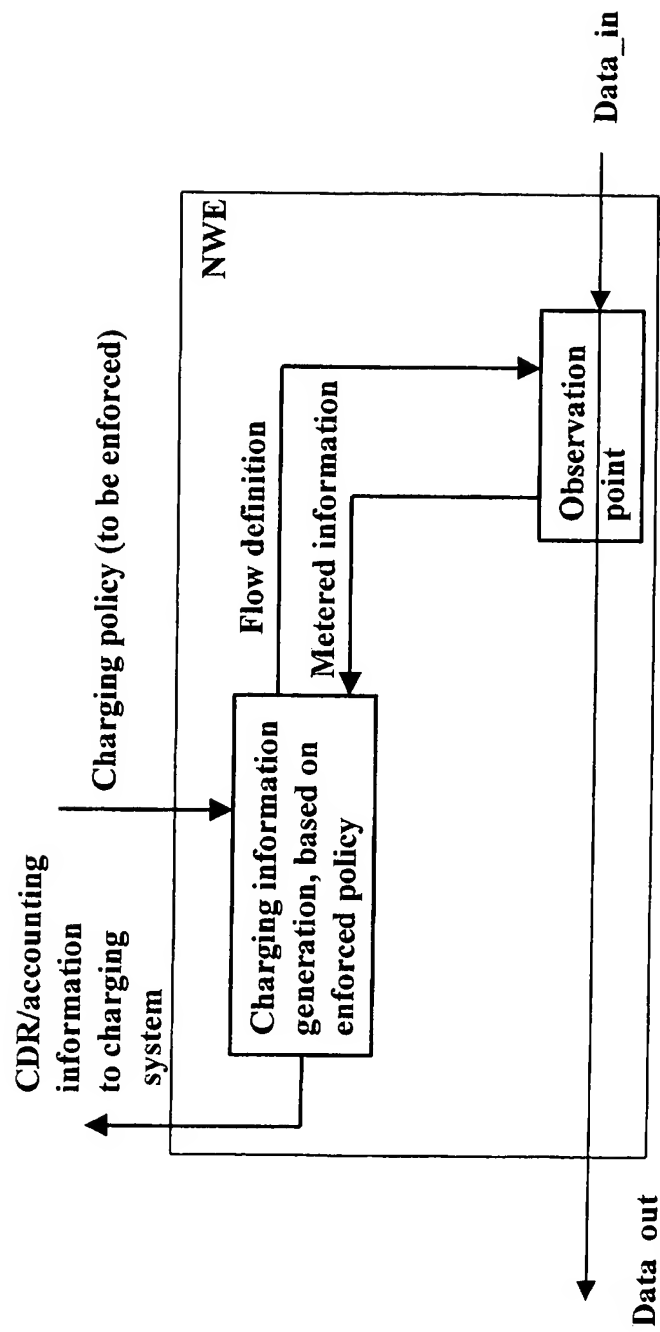 CDR/accounting
information
to charging
system
Charging policy (to be enforced)
NWE
Charging information
generation, based on
enforced policy
Flow definition
Metered information
Observation
point
Data_in
Data out